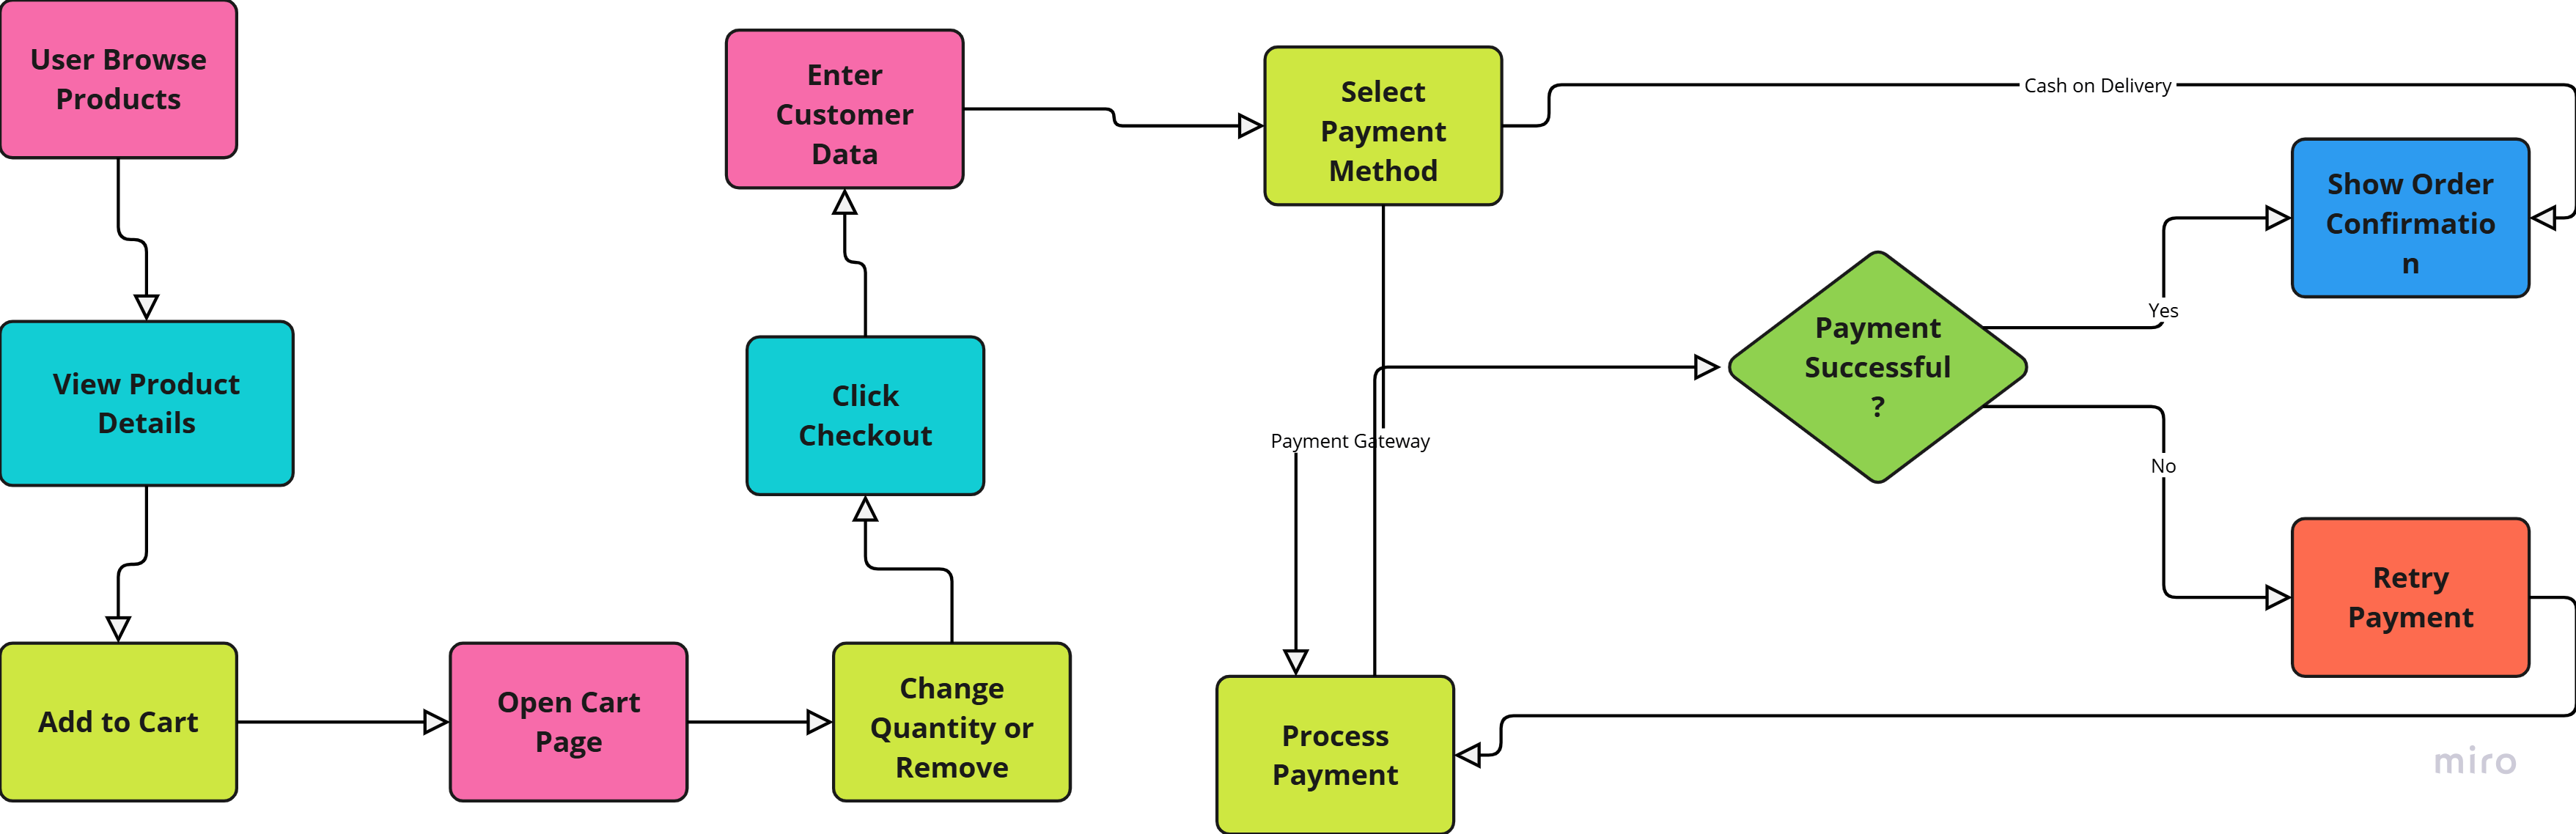 User Browse
Products
View Product
Details
Add to Cart
Open Cart
Page
Change
Quantity or
Remove
Click
Checkout
Enter
Customer
Data
Select
Payment
Method
Cash on Delivery
Payment Gateway
Process
Payment
Payment
Successful
?
Yes
No
Show Order
Confirmatio
n
Retry
Payment
miro